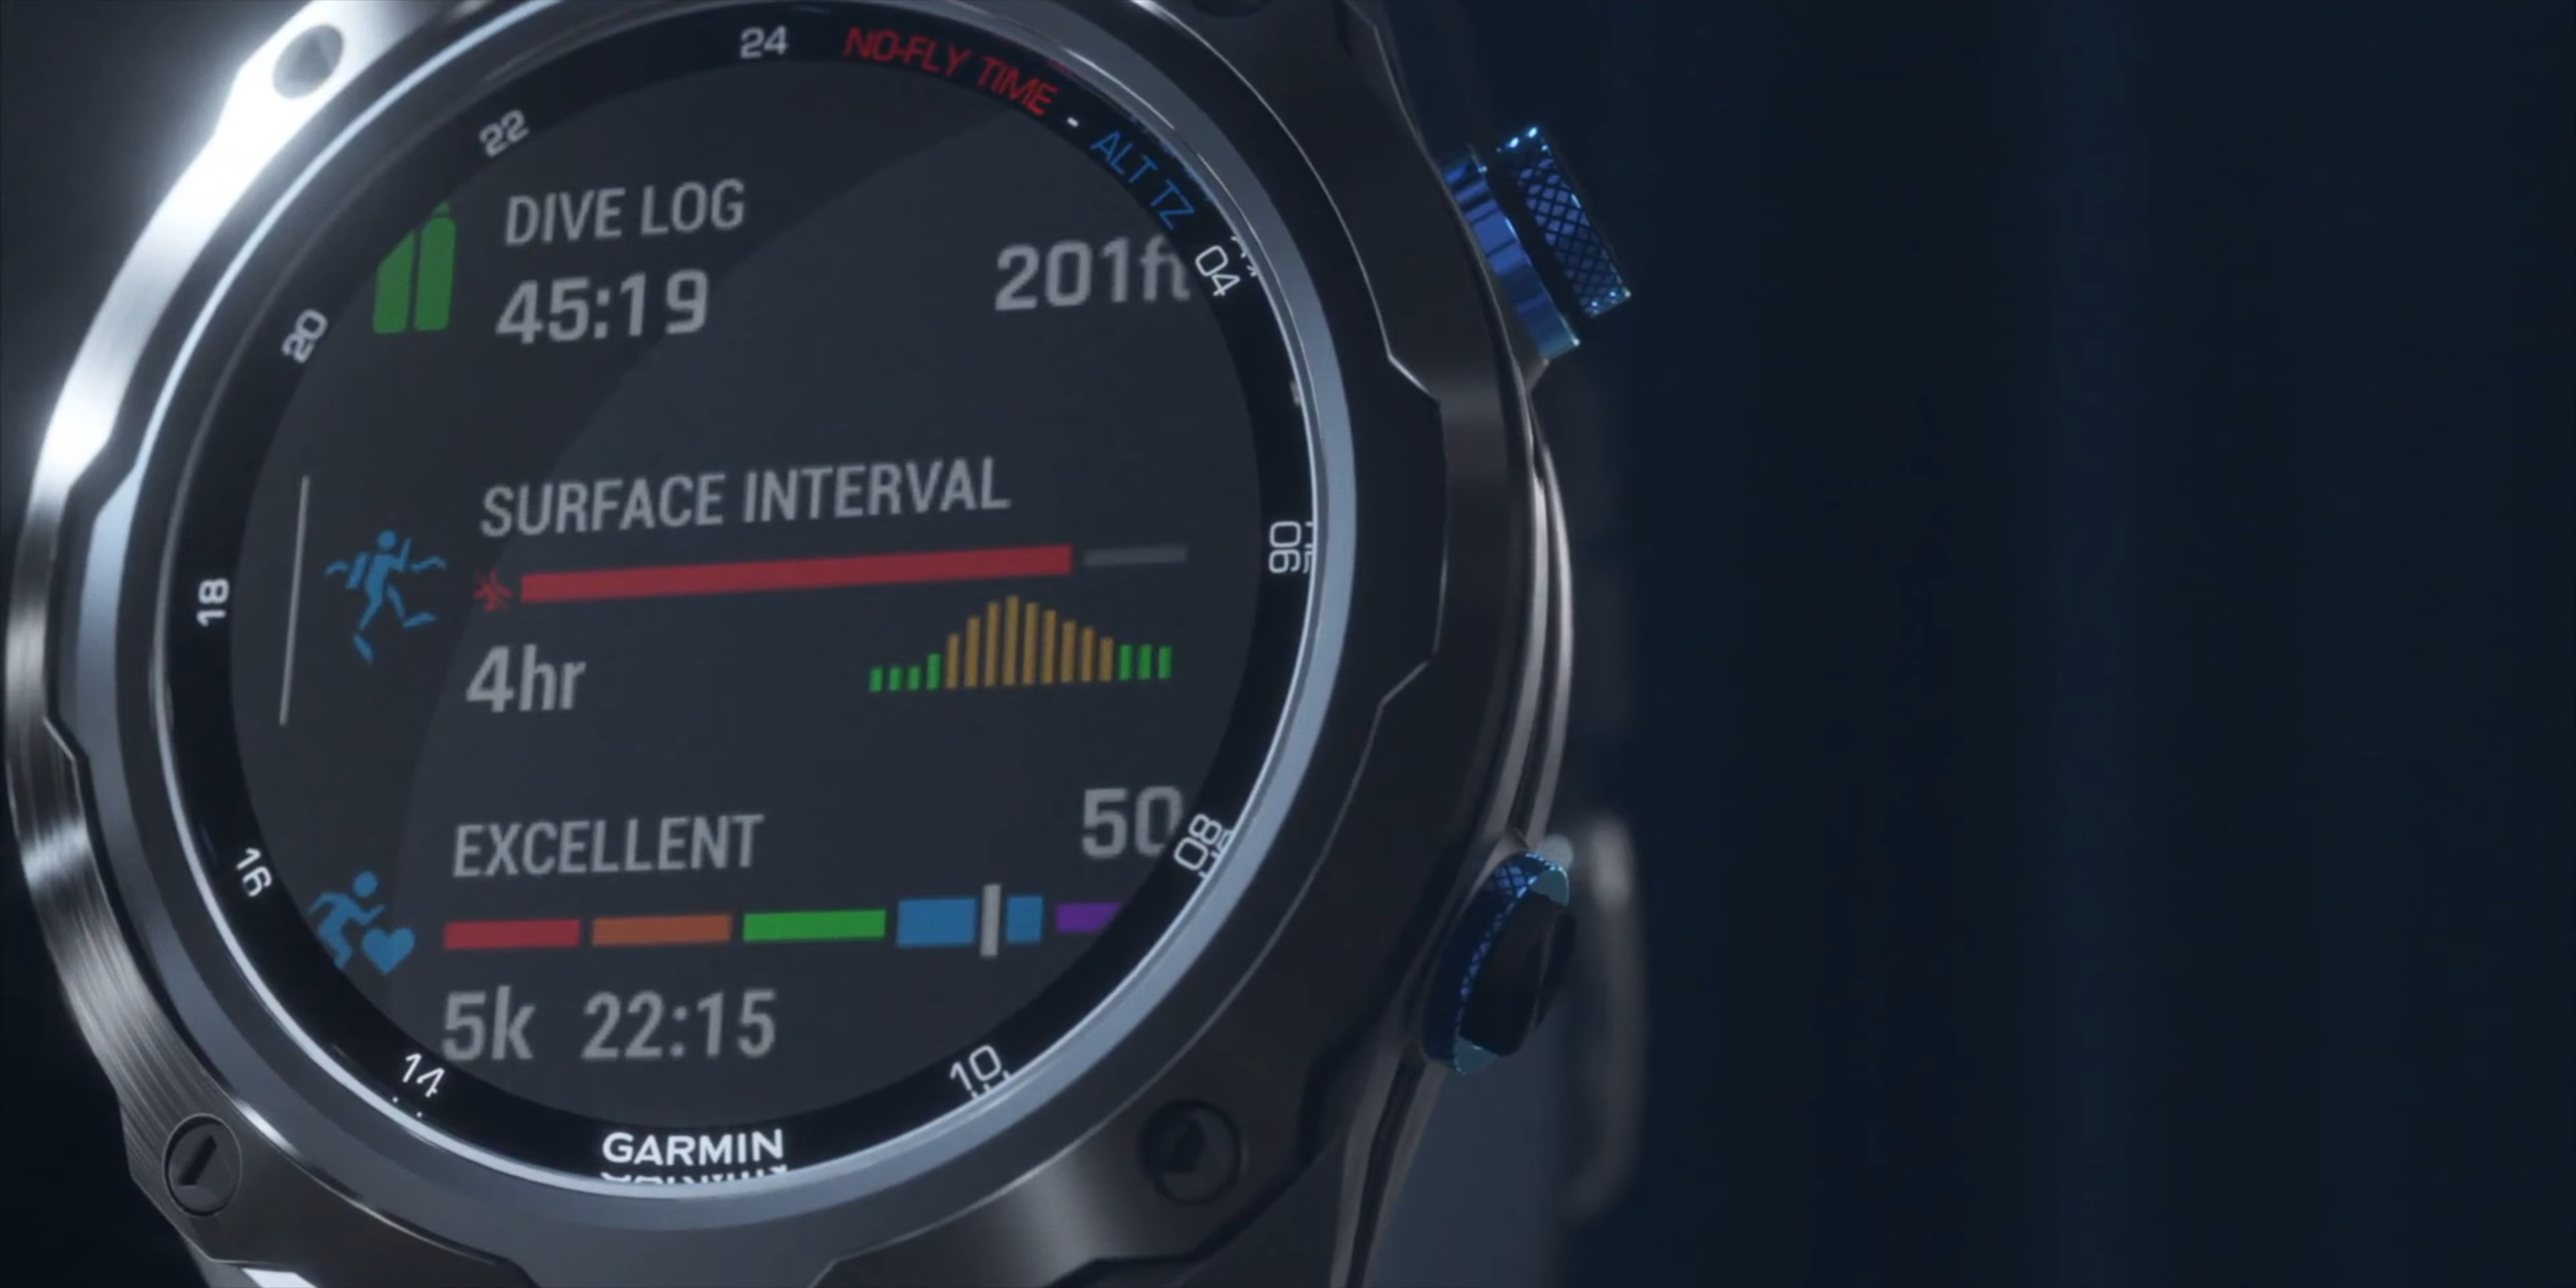 24
NO-FLY TIME - ALT TZ
22
DIVE LOG
45:19
201ft
04
20
SURFACE INTERVAL
4hr
06
18
EXCELLENT
50
08
16
5k 22:15
14
10
GARMIN